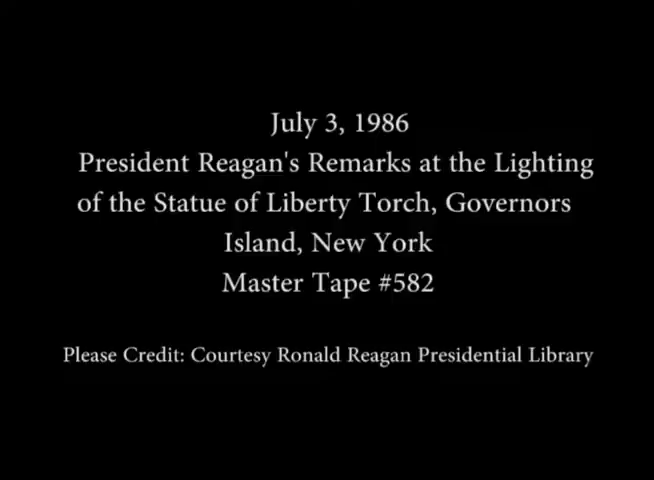 July 3, 1986
President Reagan's Remarks at the Lighting
of the Statue of Liberty Torch, Governors
Island, New York
Master Tape #582
Please Credit: Courtesy Ronald Reagan Presidential Library